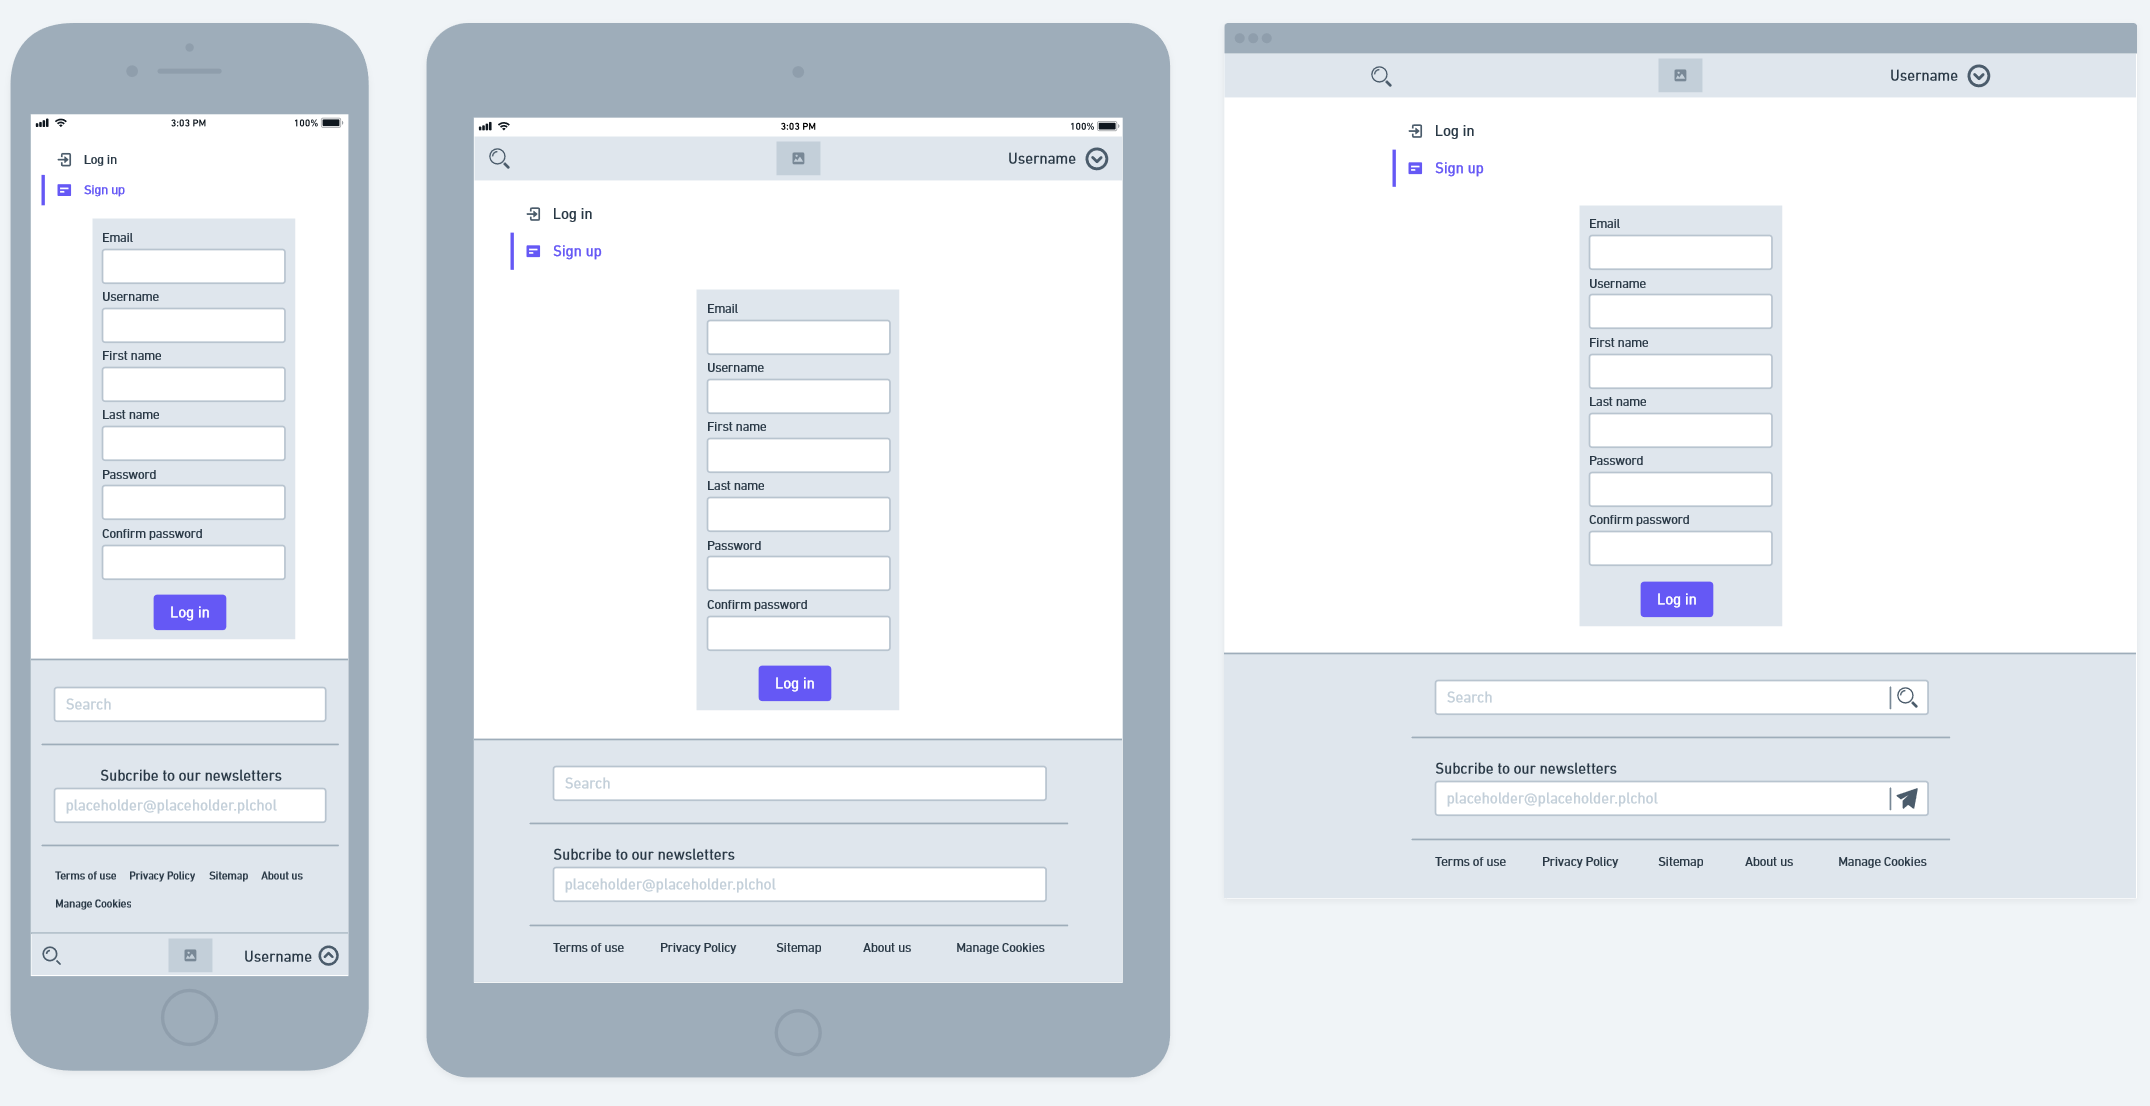 3:03 PM 100%
Log in
Sign up
Email
Username
First name
Last name
Password
Confirm password
Log in
Search
Subcribe to our newsletters
placeholder@placeholder.plchol
Terms of use Privacy Policy Sitemap About us
Manage Cookies
Username
3:03 PM 100%
Username
Log in
Sign up
Email
Username
First name
Last name
Password
Confirm password
Log in
Search
Subcribe to our newsletters
placeholder@placeholder.plchol
Terms of use Privacy Policy Sitemap About us Manage Cookies
Username
Log in
Sign up
Email
Username
First name
Last name
Password
Confirm password
Log in
Search
Subcribe to our newsletters
placeholder@placeholder.plchol
Terms of use Privacy Policy Sitemap About us Manage Cookies